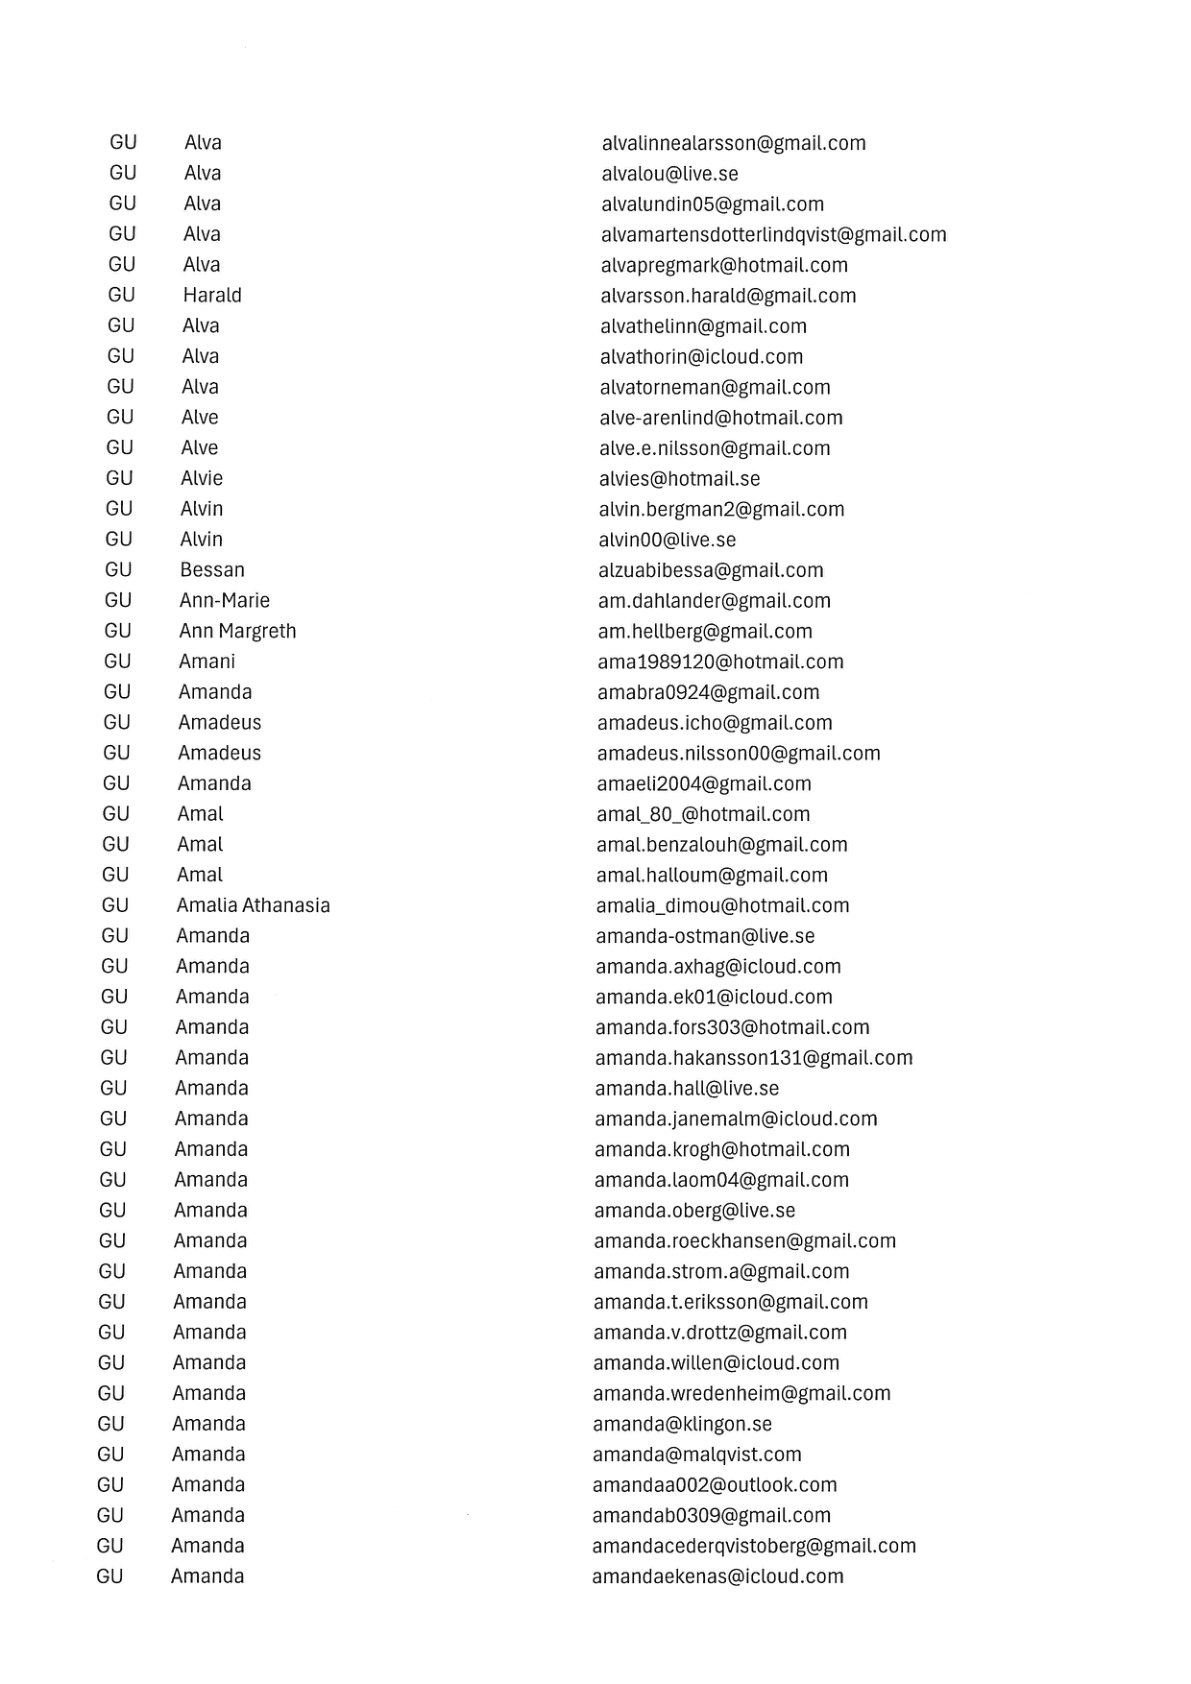 GU Alva alvalinnealarsson@gmail.com
GU Alva alvalou@live.se
GU Alva alvalundin05@gmail.com
GU Alva alvamartensdotterlindqvist@gmail.com
GU Alva alvapregmark@hotmail.com
GU Harald alvarsson.harald@gmail.com
GU Alva alvathelinn@gmail.com
GU Alva alvathorin@icloud.com
GU Alva alvatorneman@gmail.com
GU Alve alve-arenlind@hotmail.com
GU Alve alve.e.nilsson@gmail.com
GU Alvie alvies@hotmail.se
GU Alvin alvin.bergman2@gmail.com
GU Alvin alvin00@live.se
GU Bessan alzuabibessa@gmail.com
GU Ann-Marie am.dahlander@gmail.com
GU Ann Margreth am.hellberg@gmail.com
GU Amani ama1989120@hotmail.com
GU Amanda amabra0924@gmail.com
GU Amadeus amadeus.icho@gmail.com
GU Amadeus amadeus.nilsson00@gmail.com
GU Amanda amaeli2004@gmail.com
GU Amal amal_80_@hotmail.com
GU Amal amal.benzalouh@gmail.com
GU Amal amal.halloum@gmail.com
GU Amalia Athanasia amalia_dimou@hotmail.com
GU Amanda amanda-ostman@live.se
GU Amanda amanda.axhag@icloud.com
GU Amanda amanda.ek01@icloud.com
GU Amanda amanda.fors303@hotmail.com
GU Amanda amanda.hakansson131@gmail.com
GU Amanda amanda.hall@live.se
GU Amanda amanda.janemalm@icloud.com
GU Amanda amanda.krogh@hotmail.com
GU Amanda amanda.laom04@gmail.com
GU Amanda amanda.oberg@live.se
GU Amanda amanda.roeckhansen@gmail.com
GU Amanda amanda.strom.a@gmail.com
GU Amanda amanda.t.eriksson@gmail.com
GU Amanda amanda.v.drottz@gmail.com
GU Amanda amanda.willen@icloud.com
GU Amanda amanda.wredenheim@gmail.com
GU Amanda amanda@klingon.se
GU Amanda amanda@malqvist.com
GU Amanda amandaa002@outlook.com
GU Amanda amandab0309@gmail.com
GU Amanda amandacederqvistoberg@gmail.com
GU Amanda amandaekenas@icloud.com